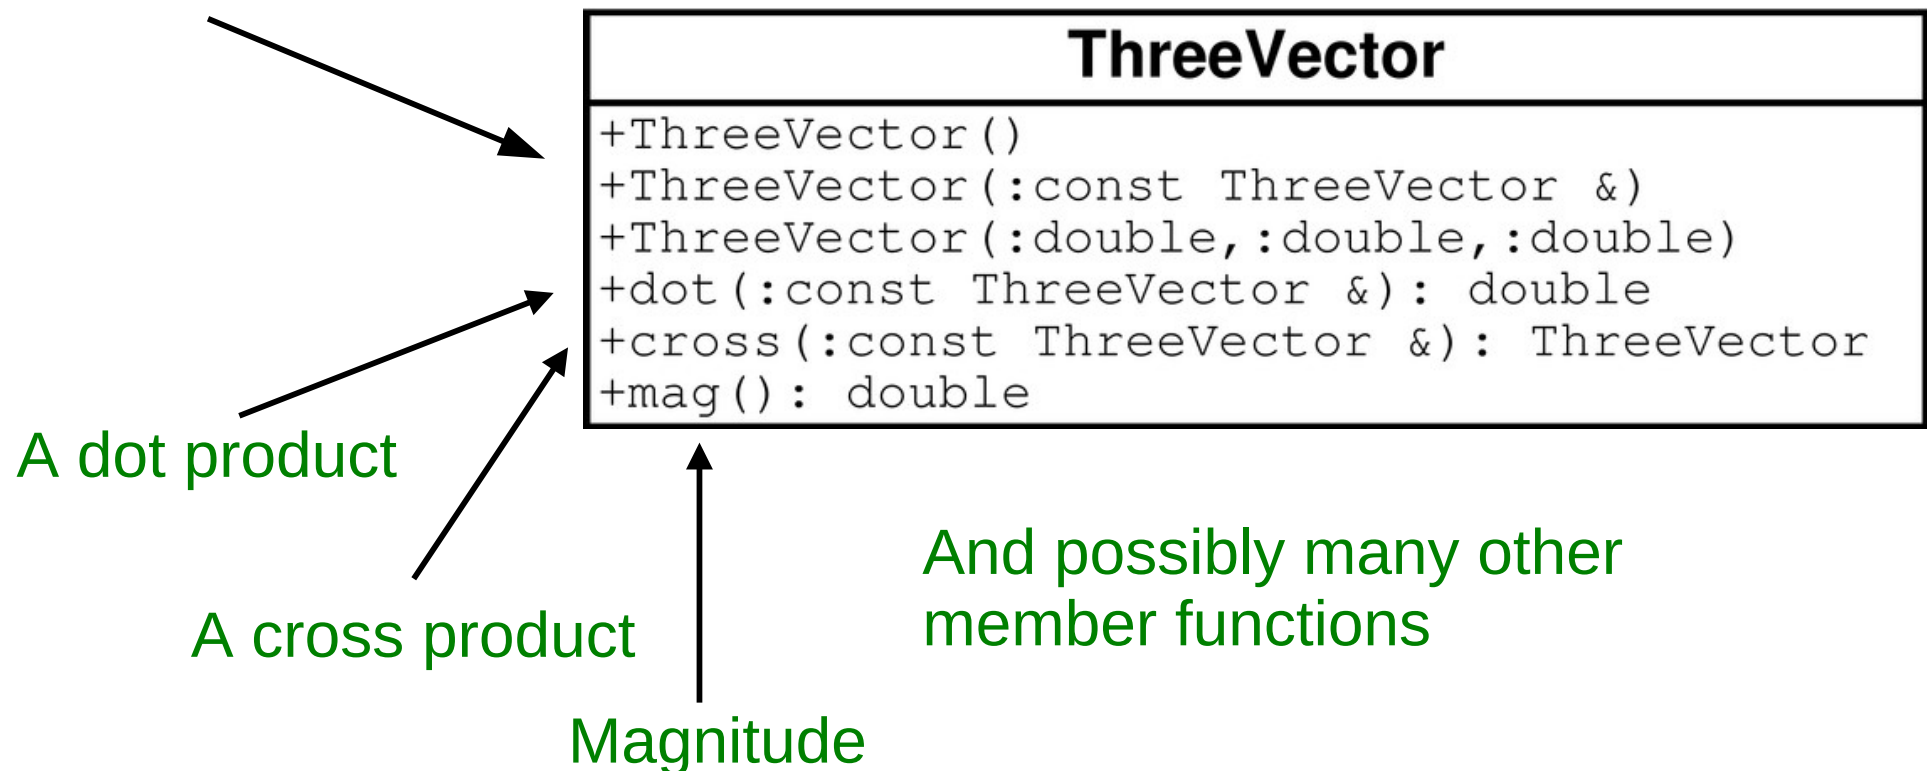 ThreeVector
+ThreeVector()
+ThreeVector(:const ThreeVector &)
+ThreeVector(:double,:double,:double)
+dot(:const ThreeVector &): double
+cross(:const ThreeVector &): ThreeVector
+mag(): double
A dot product
A cross product
And possibly many other
member functions
Magnitude